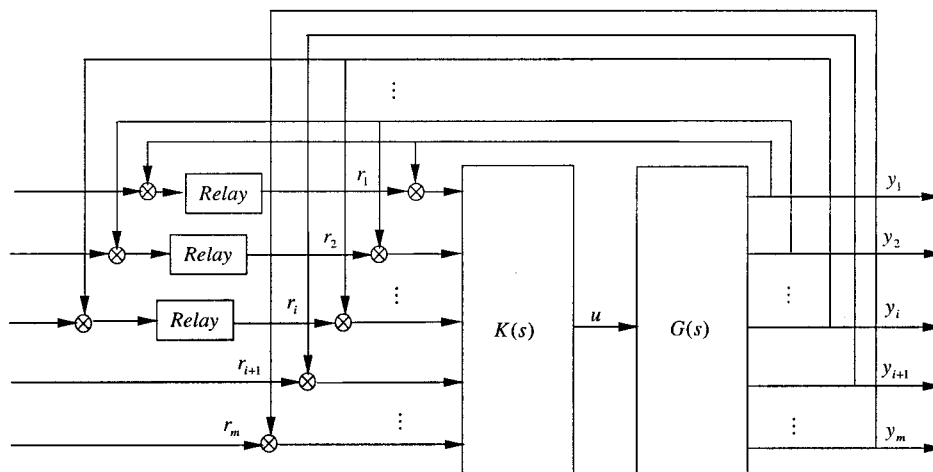 ⋮
Relay r₁ y₁
Relay r₂ y₂
⋮ ⋮
Relay rᵢ K(s) u G(s) yᵢ
rᵢ₊₁ yᵢ₊₁
⋮ ⋮
rₘ yₘ